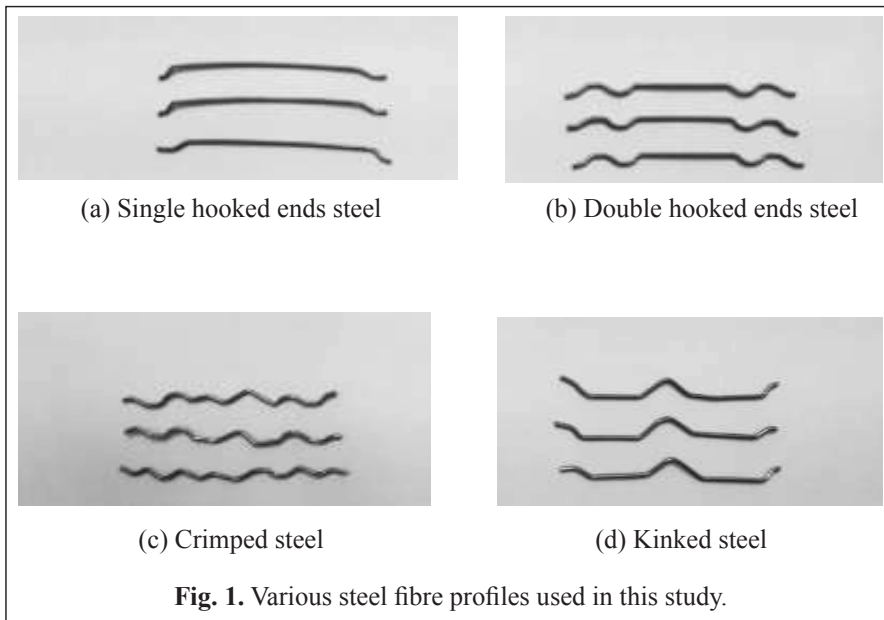 (a) Single hooked ends steel
(b) Double hooked ends steel
(c) Crimped steel
(d) Kinked steel
Fig. 1. Various steel fibre profiles used in this study.